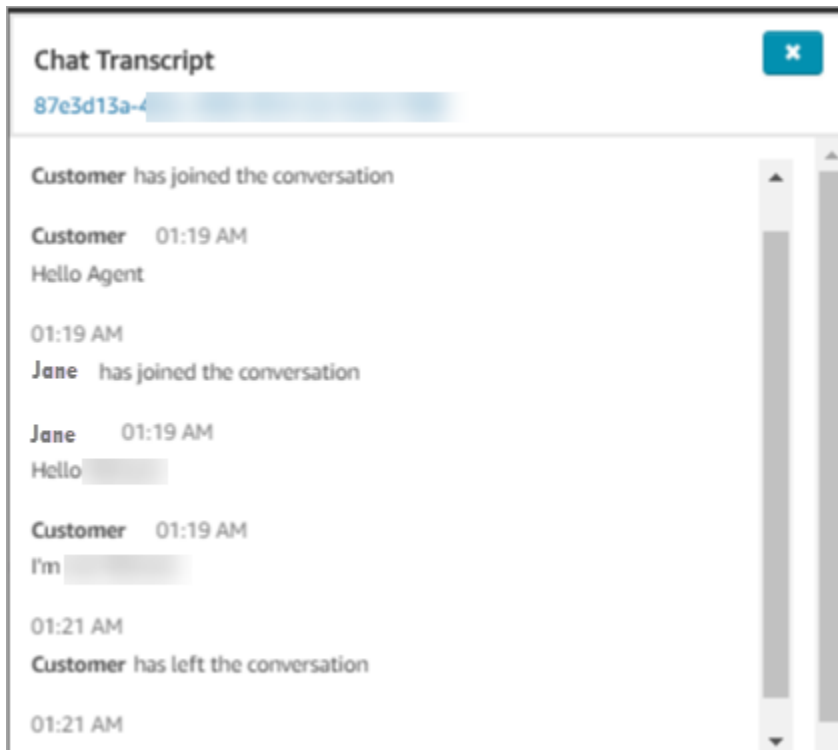 Chat Transcript
87e3d13a-4
Customer has joined the conversation
Customer 01:19 AM
Hello Agent
01:19 AM
Jane has joined the conversation
Jane 01:19 AM
Hello
Customer 01:19 AM
I'm
01:21 AM
Customer has left the conversation
01:21 AM